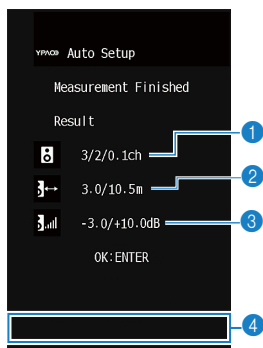 YPAO Auto Setup
Measurement Finished
Result
3/2/0.1ch 1
3.0/10.5m 2
-3.0/+10.0dB 3
OK:ENTER
4